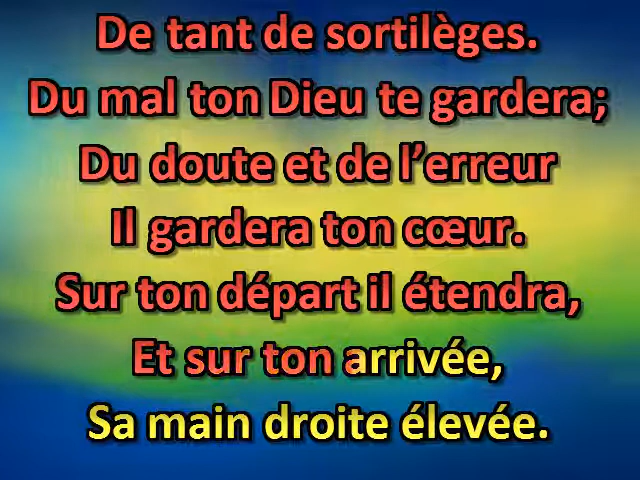 De tant de sortilèges.
Du mal ton Dieu te gardera;
Du doute et de l’erreur
Il gardera ton cœur.
Sur ton départ il étendra,
Et sur ton arrivée,
Sa main droite élevée.